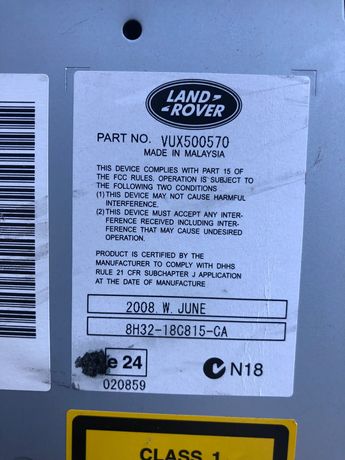 LAND-
ROVER
PART NO. VUX500570
MADE IN MALAYSIA
THIS DEVICE COMPLIES WITH PART 15 OF
THE FCC RULES. OPERATION IS SUBJECT TO
THE FOLLOWING TWO CONDITIONS
(1) THIS DEVICE MAY NOT CAUSE HARMFUL
INTERFERENCE.
(2) THIS DEVICE MUST ACCEPT ANY INTER-
FERENCE RECEIVED INCLUDING INTER-
FERENCE THAT MAY CAUSE UNDESIRED
OPERATION.
PRODUCT IS CERTIFIED BY THE
MANUFACTURER TO COMPLY WITH DHHS
RULE 21 CFR SUBCHAPTER J APPLICATION
AT THE DATE OF MANUFACTURE
2008. W. JUNE
8H32-18C815-CA
e 24
N18
020859
CLASS 1